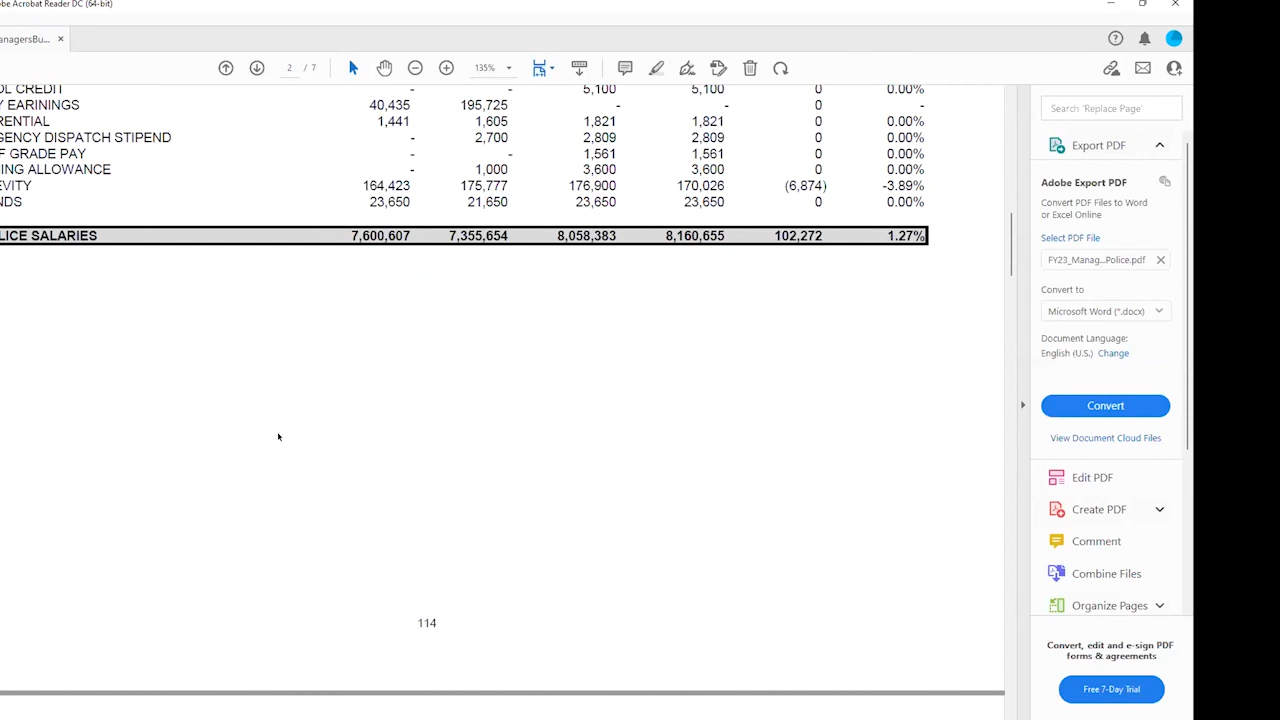 be Acrobat Reader DC (64-bit)
anagersBu... ×
2 / 7 135%
OL CREDIT - - 5,100 5,100 0 0.00%
Y EARININGS 40,435 195,725 - - 0 -
RENTIAL 1,441 1,605 1,821 1,821 0 0.00%
GENCY DISPATCH STIPEND - 2,700 2,809 2,809 0 0.00%
F GRADE PAY - - 1,561 1,561 0 0.00%
ING ALLOWANCE - 1,000 3,600 3,600 0 0.00%
EVITY 164,423 175,777 176,900 170,026 (6,874) -3.89%
NDS 23,650 21,650 23,650 23,650 0 0.00%
LICE SALARIES 7,600,607 7,355,654 8,058,383 8,160,655 102,272 1.27%
114
Search 'Replace Page'
Export PDF
Adobe Export PDF
Convert PDF Files to Word
or Excel Online
Select PDF File
FY23_Manag...Police.pdf ×
Convert to
Microsoft Word (*.docx)
Document Language:
English (U.S.) Change
Convert
View Document Cloud Files
Edit PDF
Create PDF
Comment
Combine Files
Organize Pages
Convert, edit and e-sign PDF
forms & agreements
Free 7-Day Trial